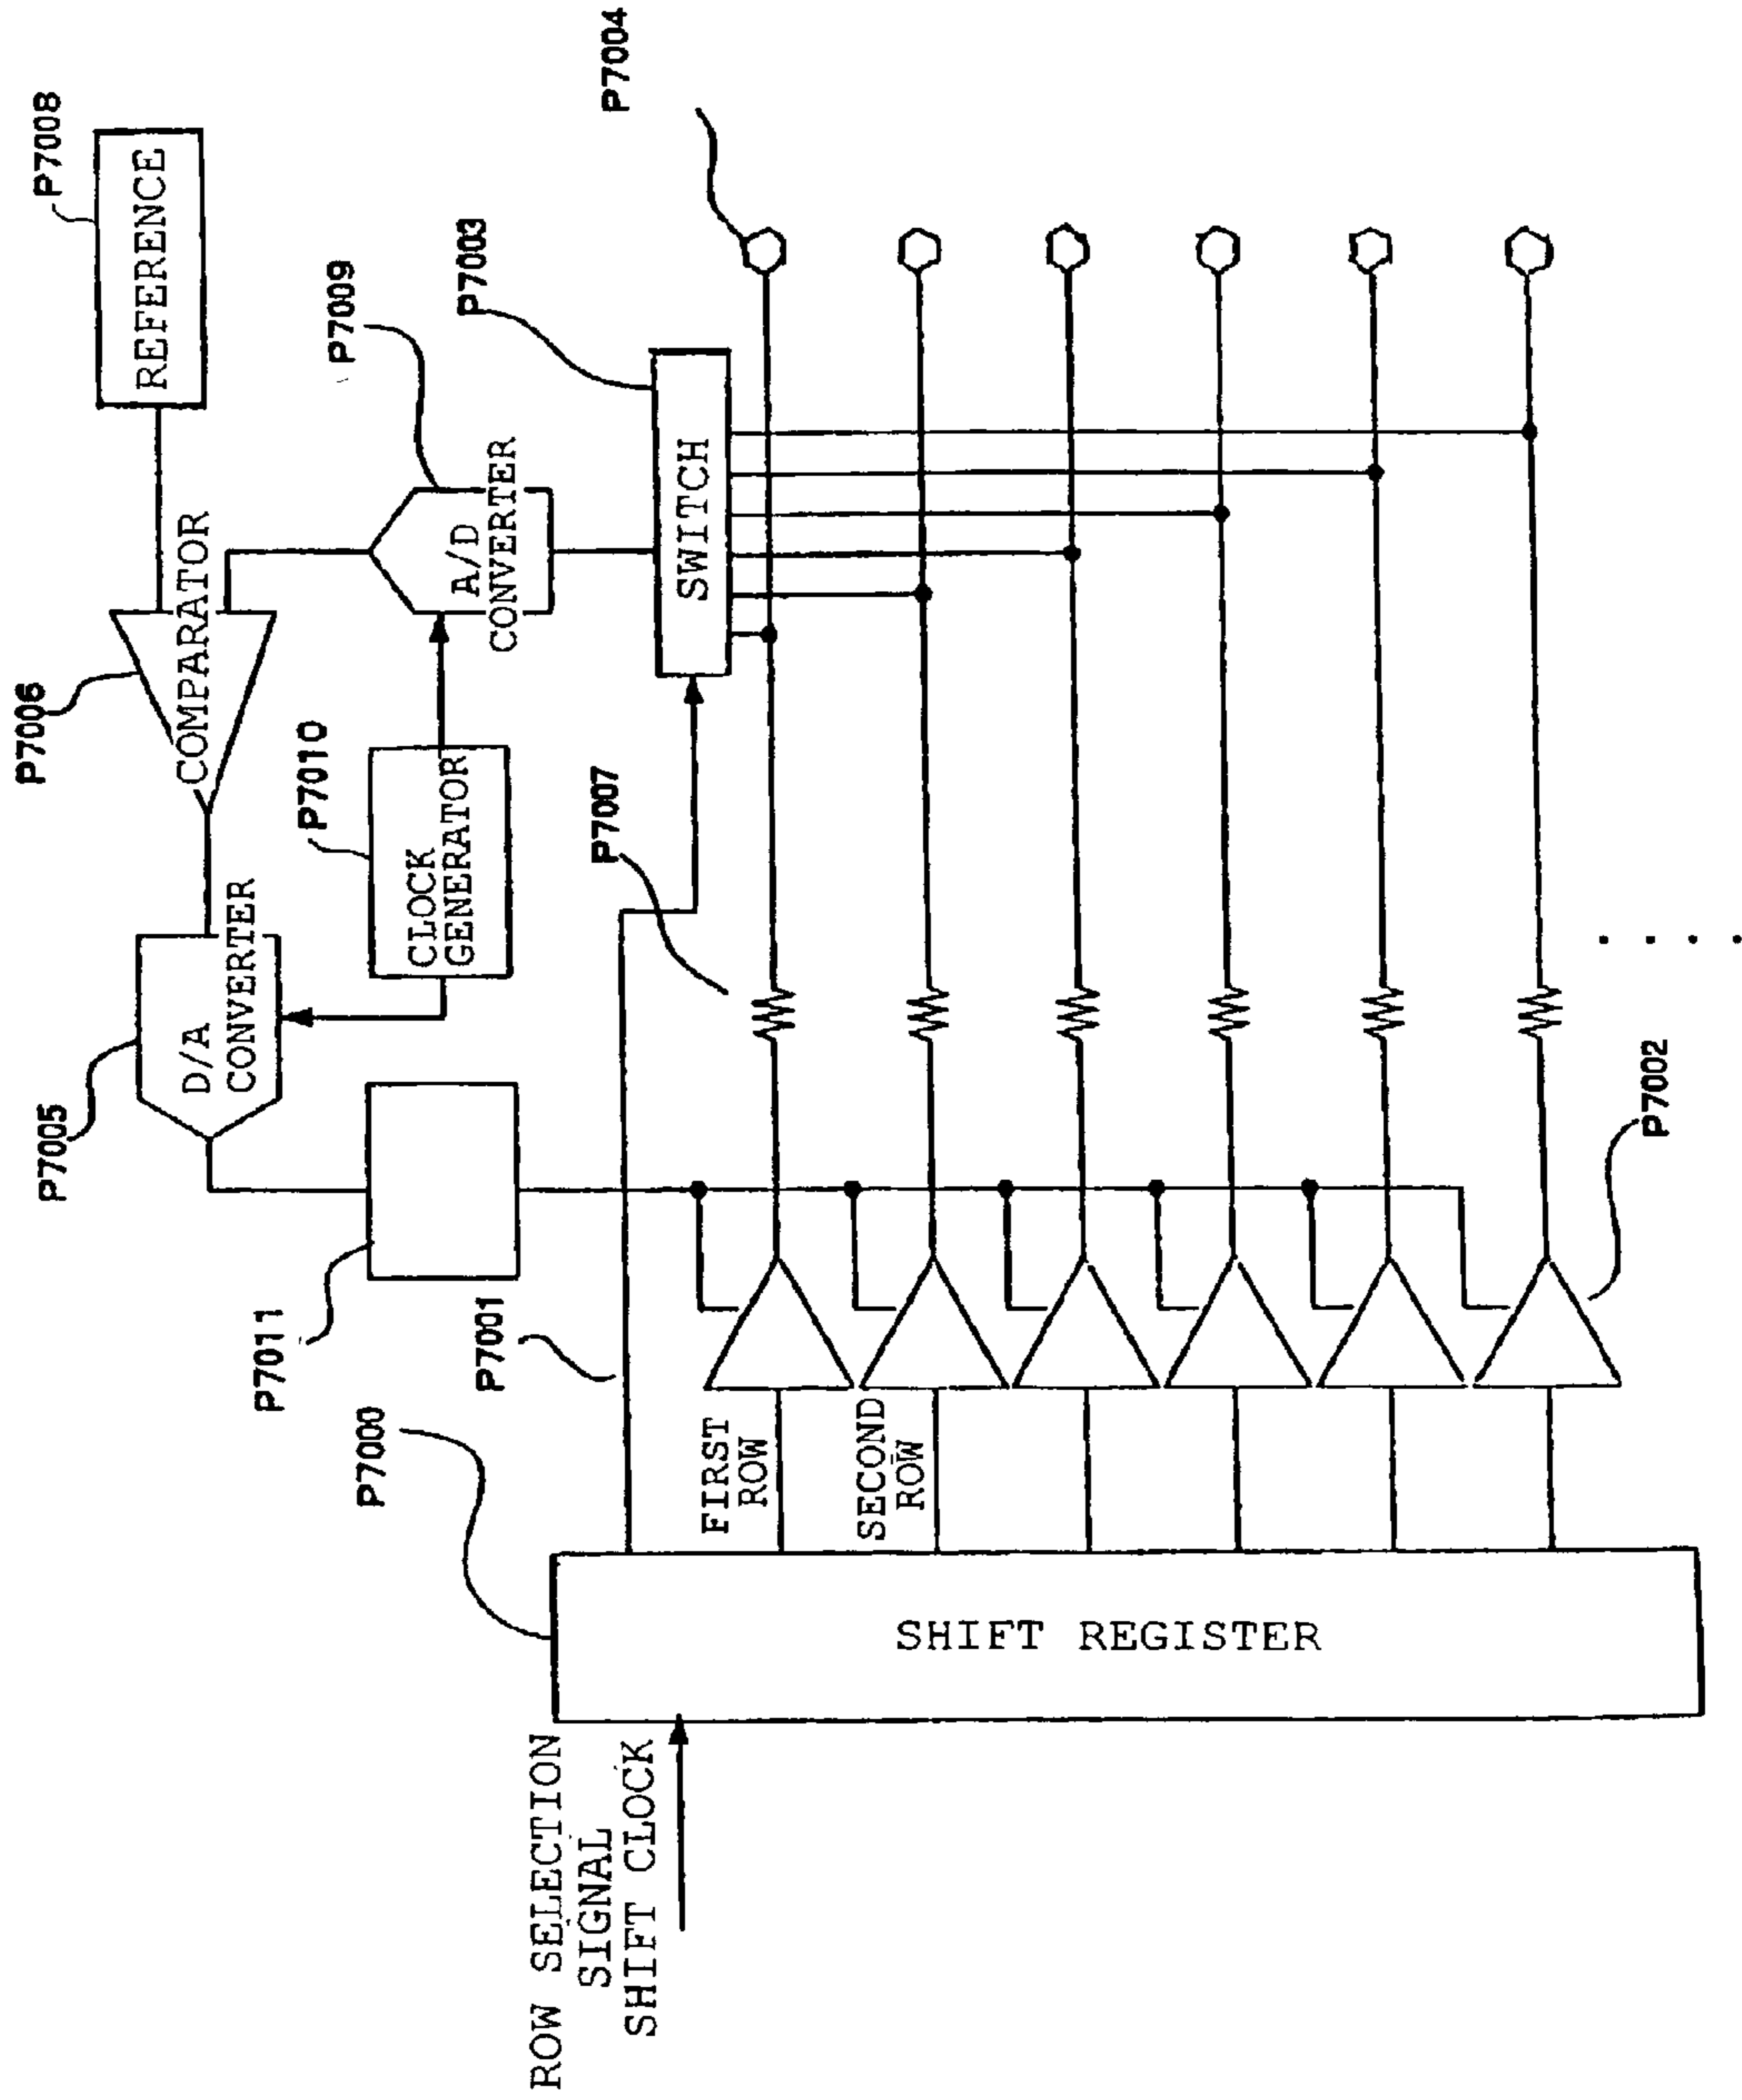 P7008
REFERENCE
P7006
COMPARATOR
P7009
A/D
CONVERTER
P7003
SWITCH
P7004
P7005
D/A
CONVERTER
P7010
CLOCK
GENERATOR
P7007
P7011
P7001
P7000
FIRST
ROW
SECOND
ROW
P7002
SHIFT REGISTER
ROW SELECTION
SIGNAL
SHIFT CLOCK